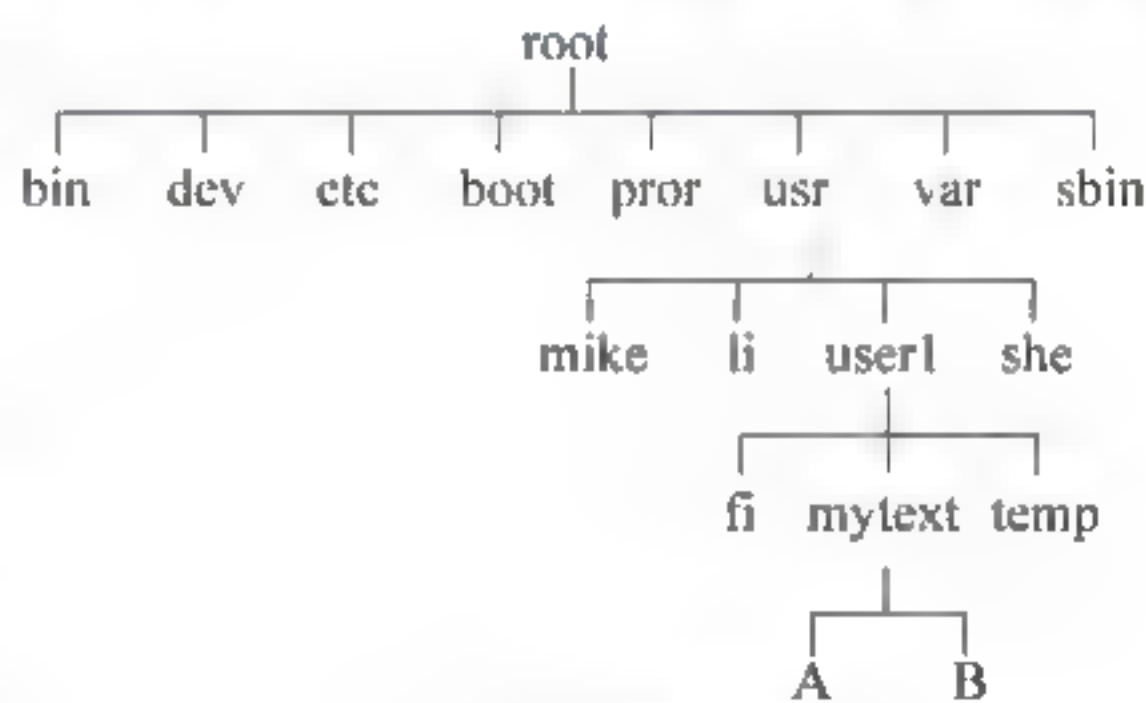 root
bin dev etc boot pror usr var sbin
mike li user1 she
fi mytext temp
A B